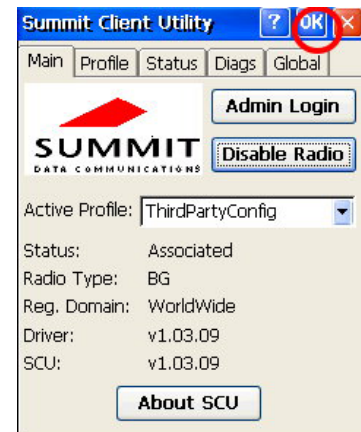 Summit Client Utility ? OK ×
Main Profile Status Diags Global
Admin Login
SUMMIT
DATA COMMUNICATIONS
Disable Radio
Active Profile: ThirdPartyConfig
Status: Associated
Radio Type: BG
Reg. Domain: WorldWide
Driver: v1.03.09
SCU: v1.03.09
About SCU